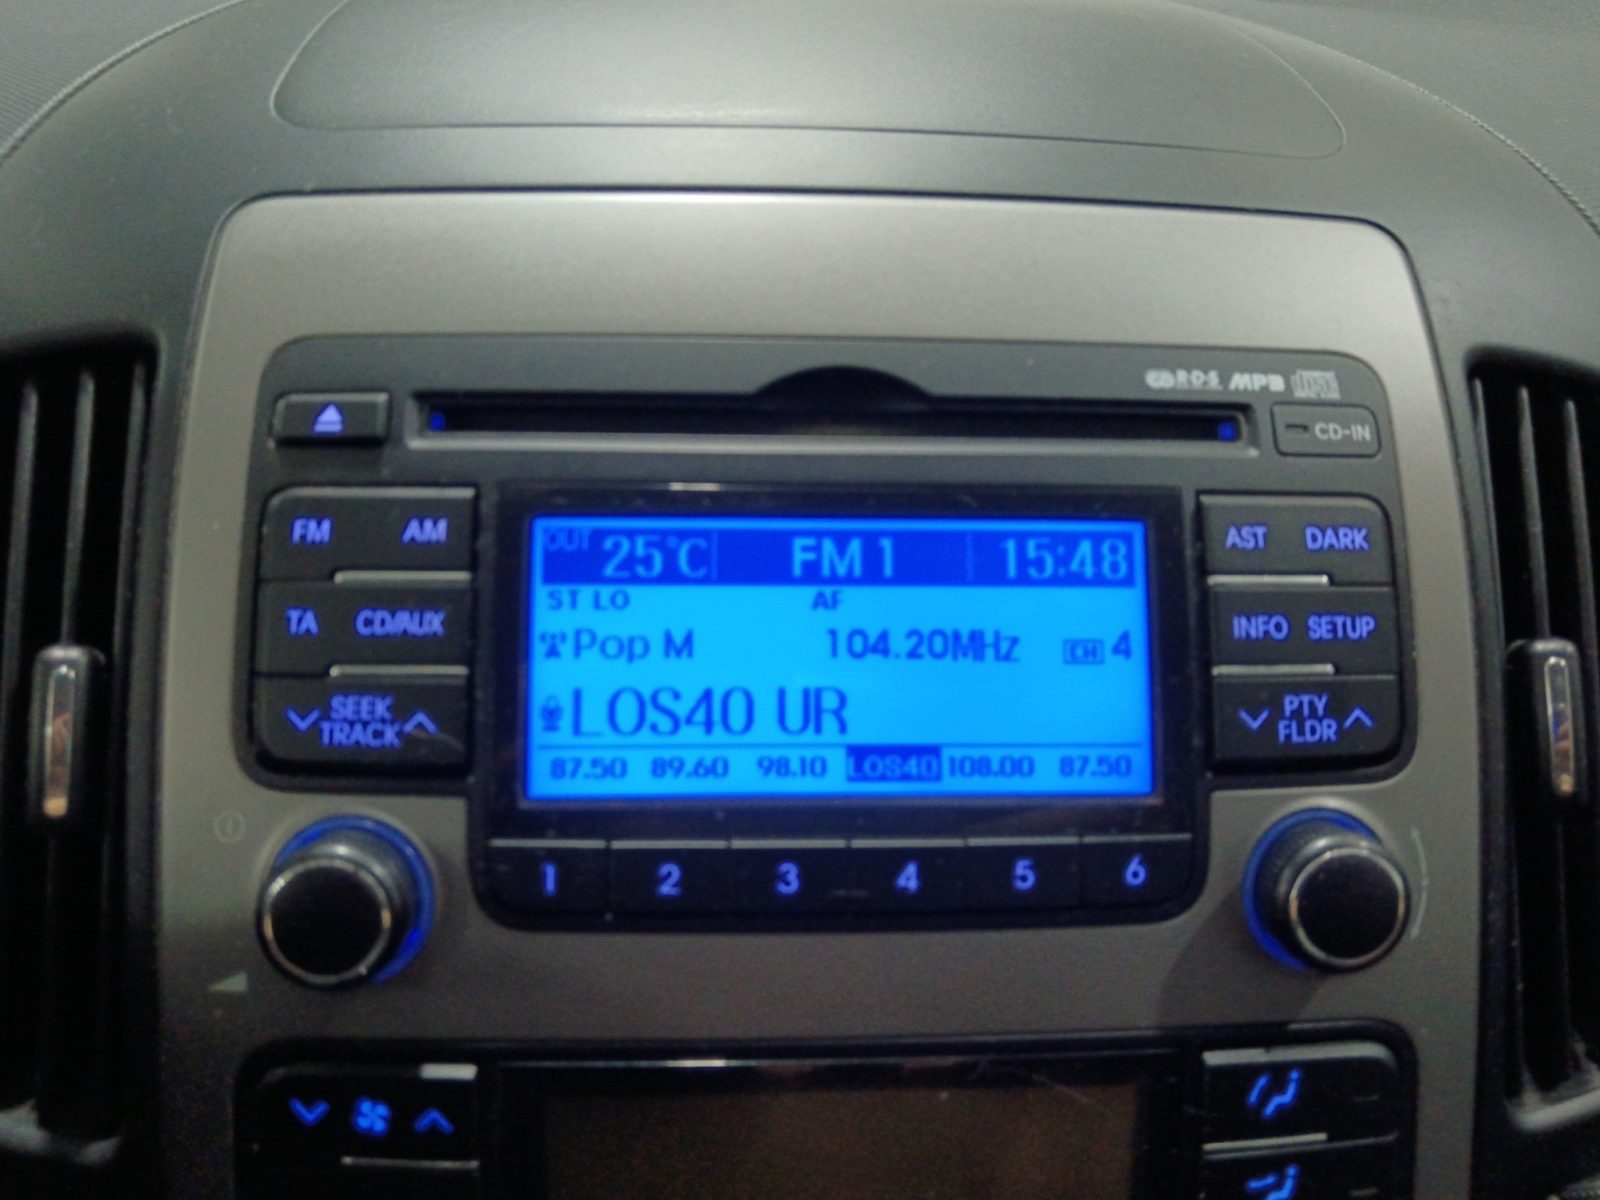 RDS MP3
CD-IN
FM AM
AST DARK
TA CD/AUX
INFO SETUP
SEEK
TRACK
PTY
FLDR
OUT 25°C FM 1 15:48
ST LO AF
Pop M 104.20MHz CH 4
LOS40 UR
87.50 89.60 98.10 LOS40 108.00 87.50
1 2 3 4 5 6